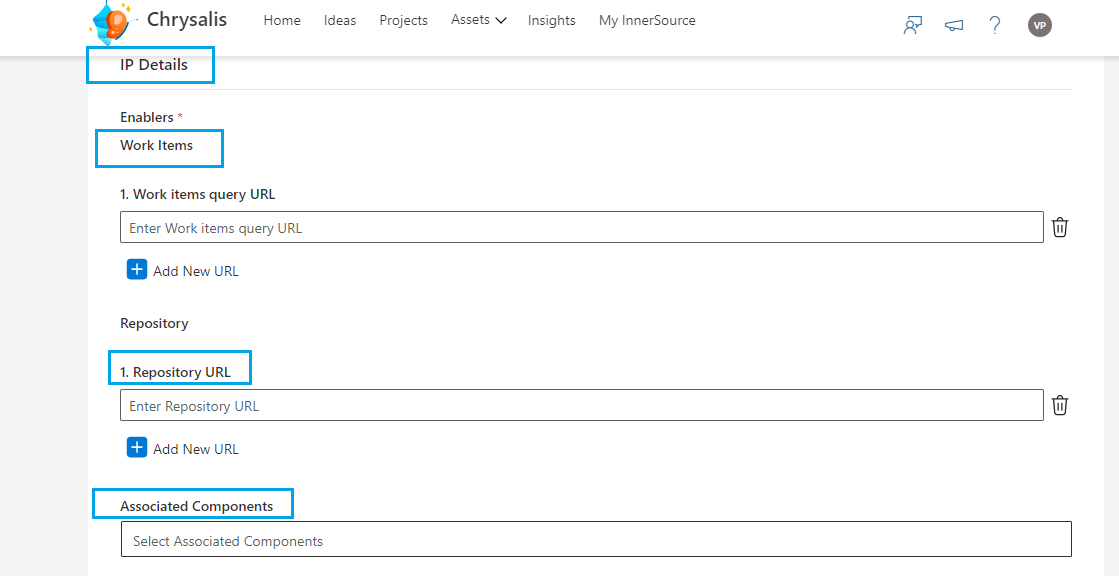 Chrysalis Home Ideas Projects Assets Insights My InnerSource ? VP
IP Details
Enablers *
Work Items
1. Work items query URL
Enter Work items query URL
+ Add New URL
Repository
1. Repository URL
Enter Repository URL
+ Add New URL
Associated Components
Select Associated Components